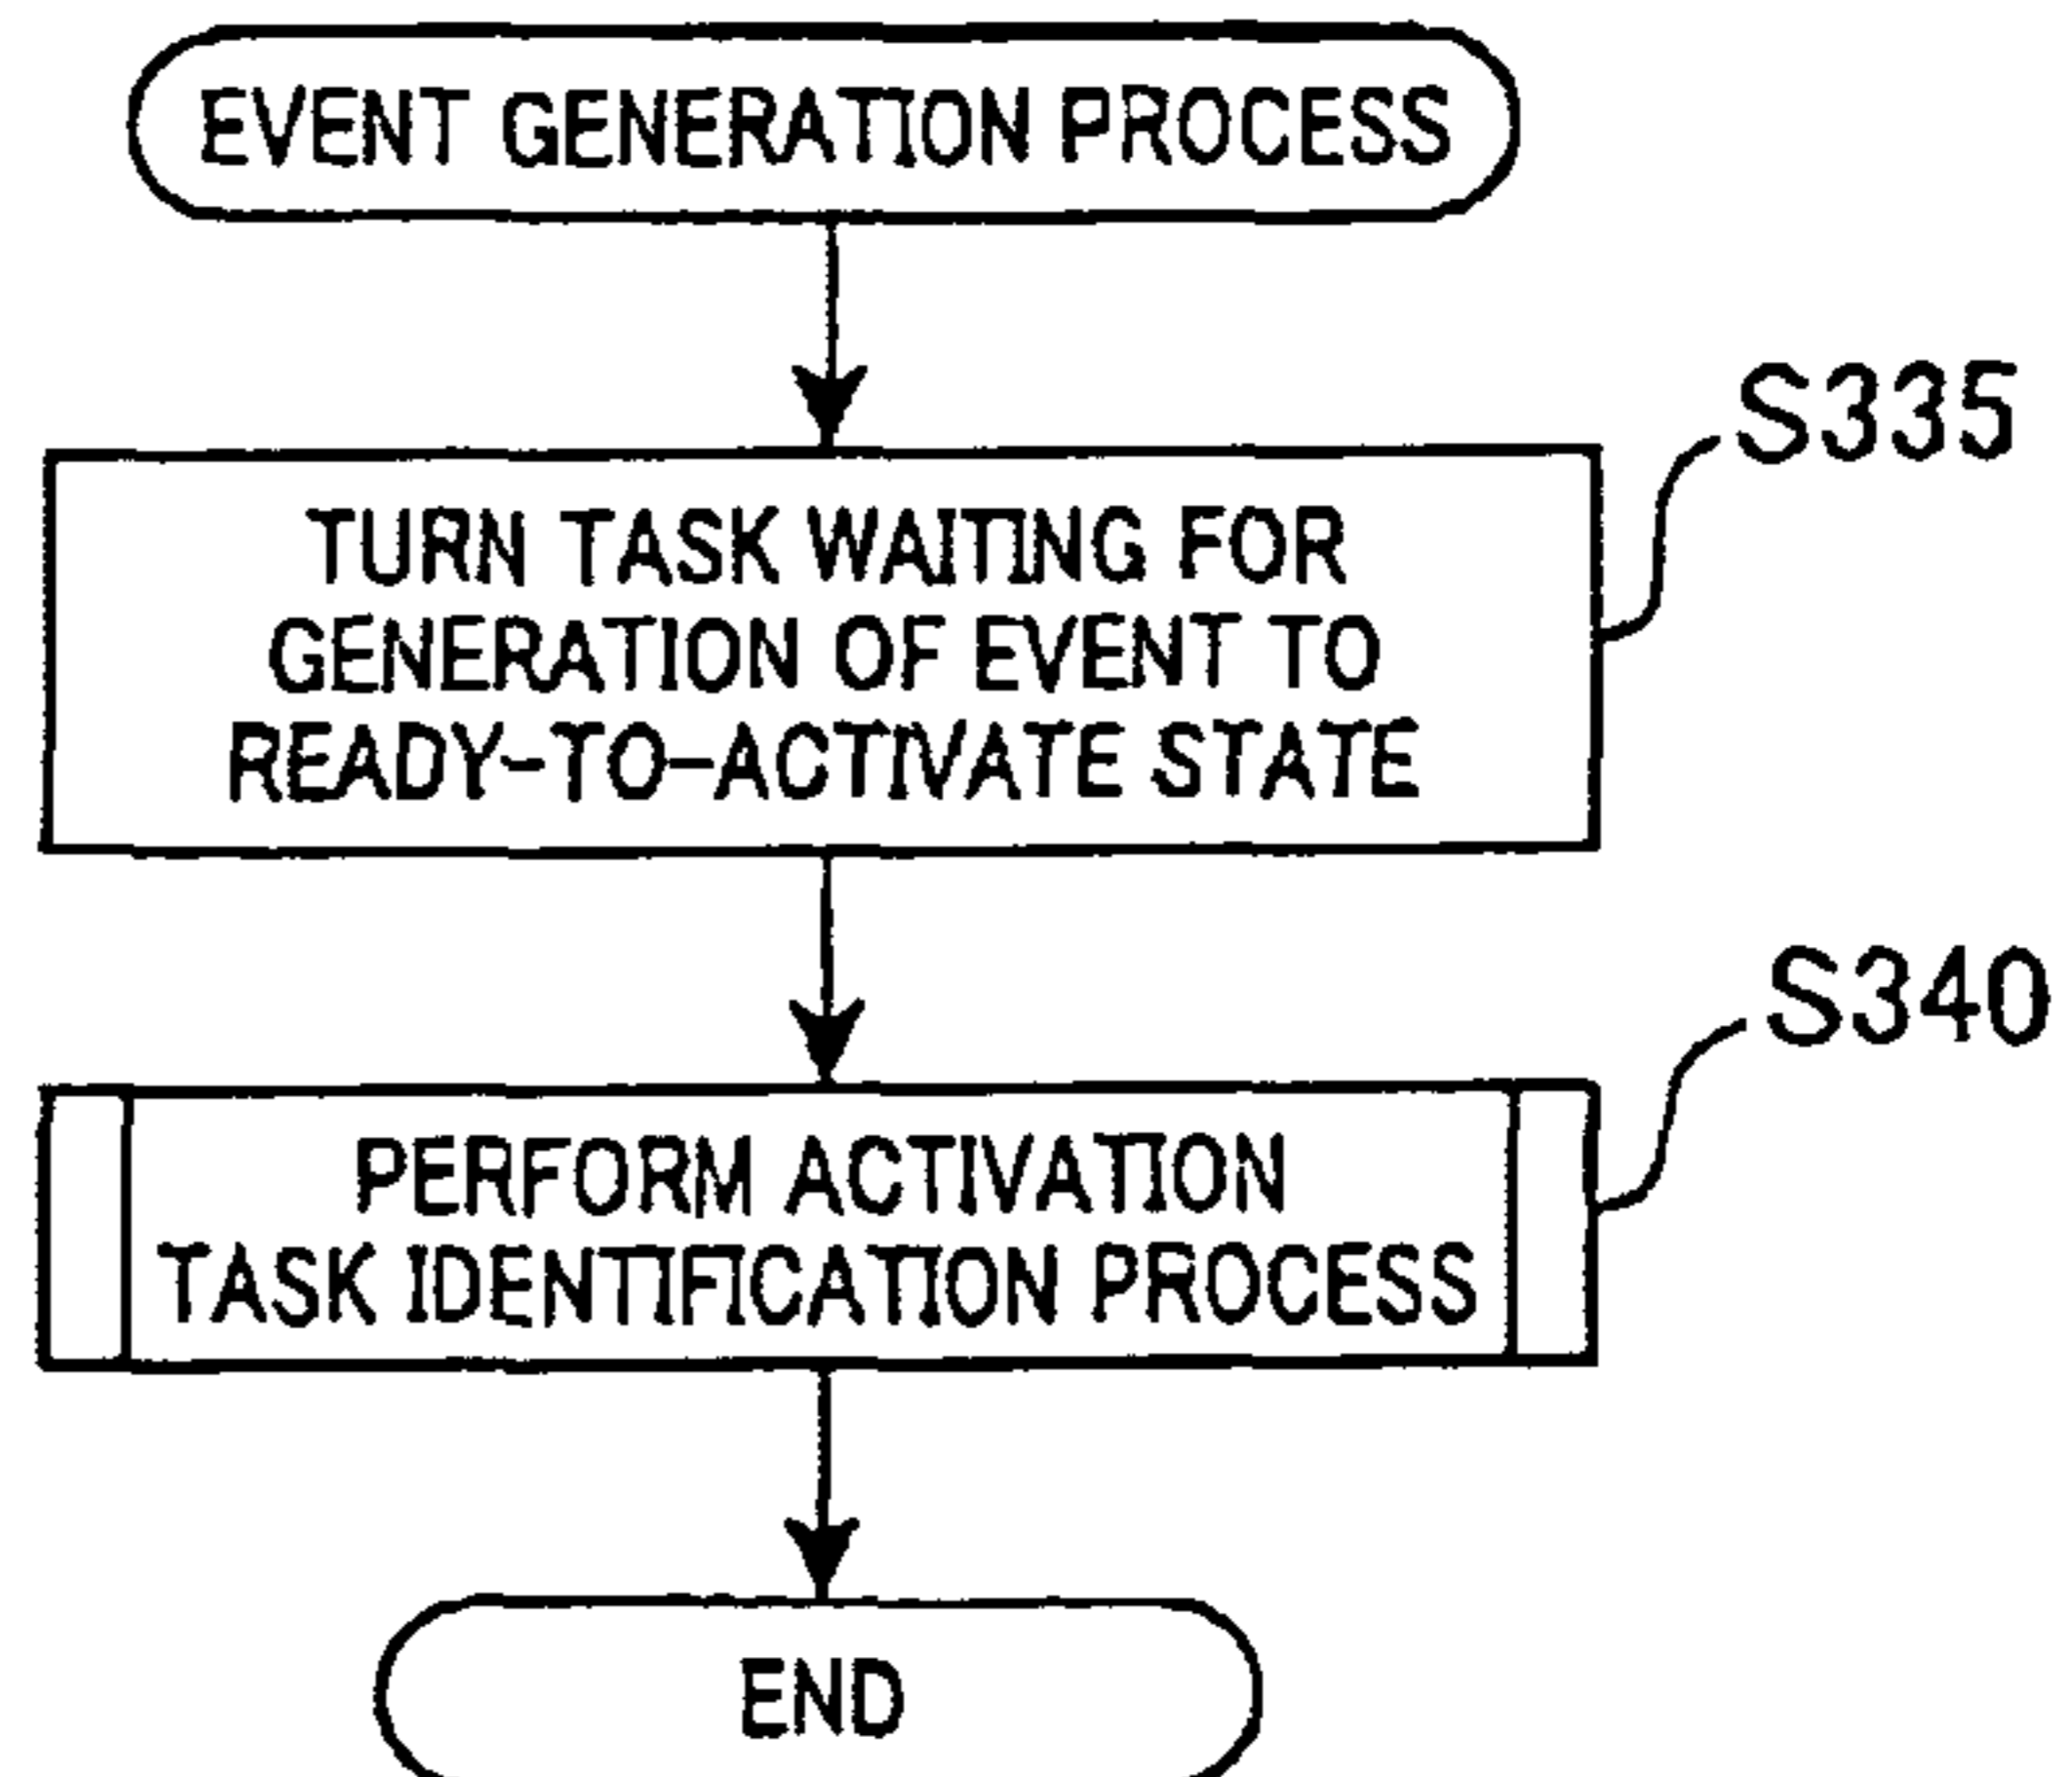 EVENT GENERATION PROCESS
S335
TURN TASK WAITING FOR
GENERATION OF EVENT TO
READY-TO-ACTIVATE STATE
S340
PERFORM ACTIVATION
TASK IDENTIFICATION PROCESS
END